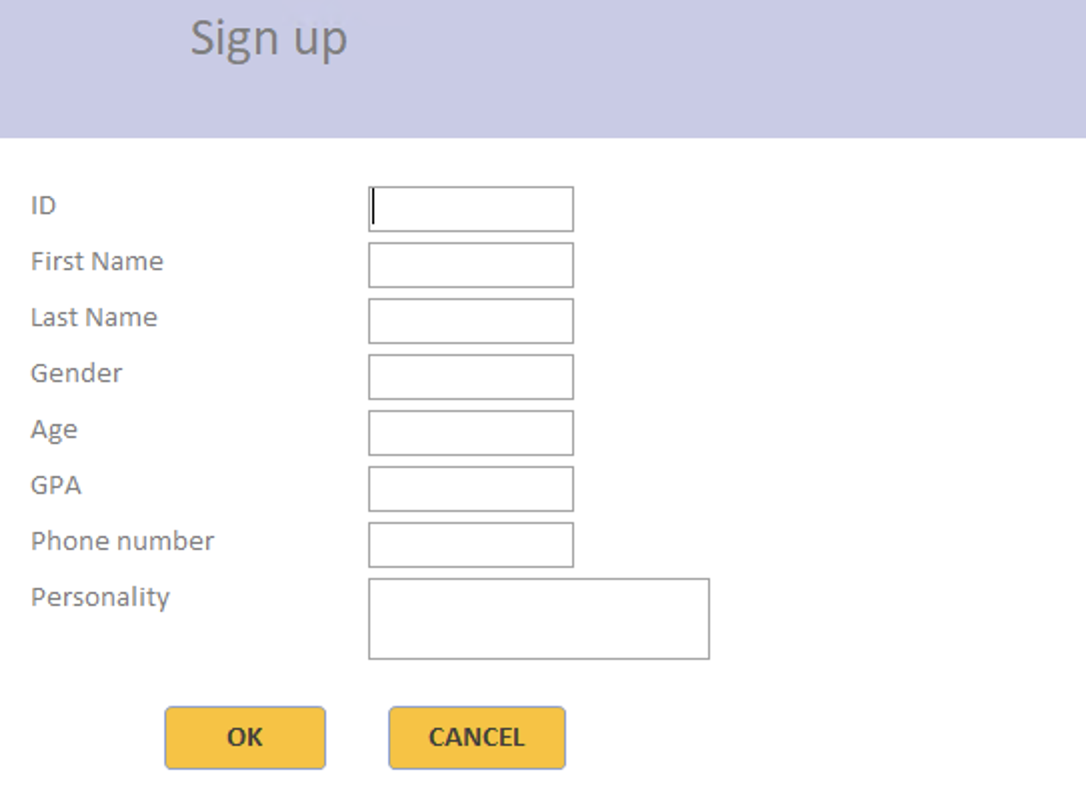 Sign up
ID
First Name
Last Name
Gender
Age
GPA
Phone number
Personality
OK
CANCEL